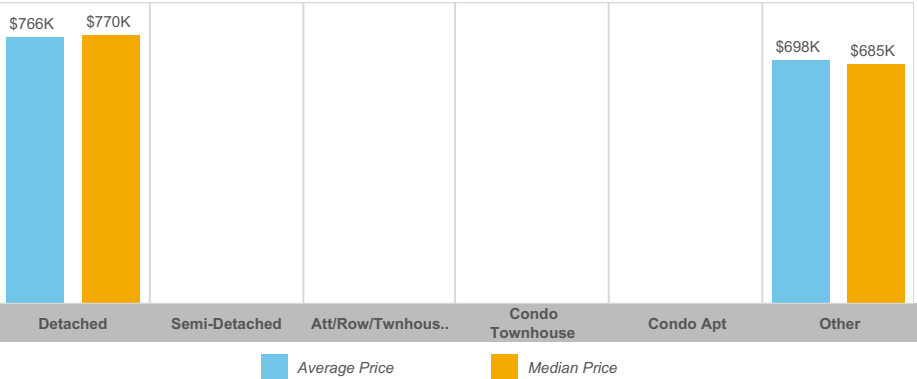 $766K
$770K
$698K
$685K
Detached
Semi-Detached
Att/Row/Twnhous..
Condo
Townhouse
Condo Apt
Other
Average Price
Median Price